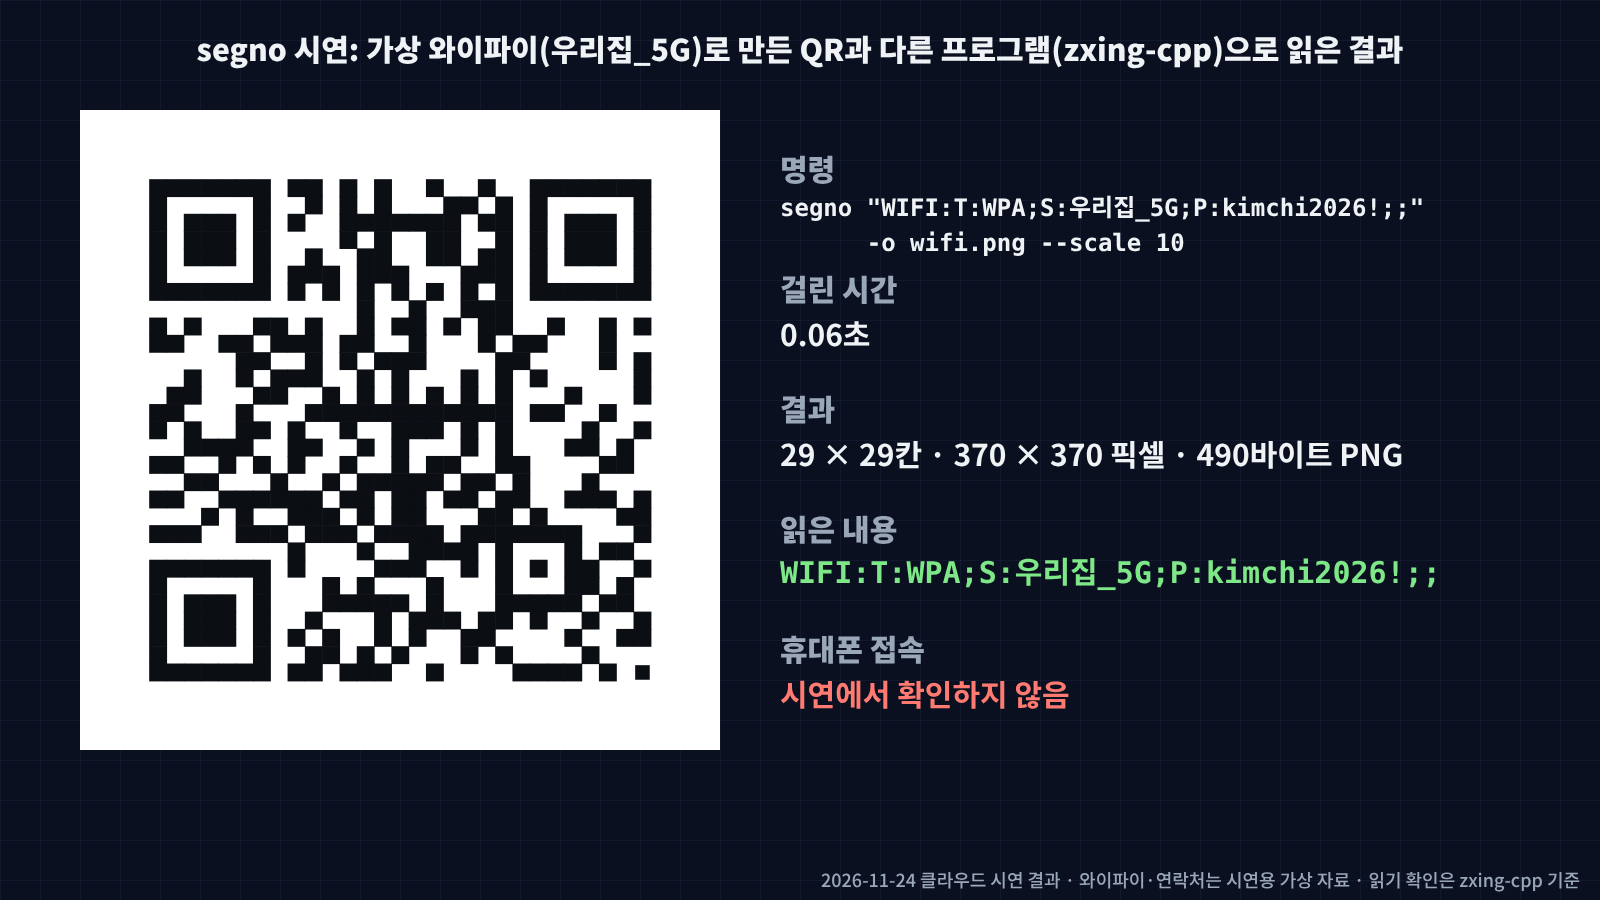 segno 시연: 가상 와이파이(우리집_5G)로 만든 QR과 다른 프로그램(zxing-cpp)으로 읽은 결과
명령
segno "WIFI:T:WPA;S:우리집_5G;P:kimchi2026!;;"
-o wifi.png --scale 10
걸린 시간
0.06초
결과
29 × 29칸 · 370 × 370 픽셀 · 490바이트 PNG
읽은 내용
WIFI:T:WPA;S:우리집_5G;P:kimchi2026!;;
휴대폰 접속
시연에서 확인하지 않음
2026-11-24 클라우드 시연 결과 · 와이파이·연락처는 시연용 가상 자료 · 읽기 확인은 zxing-cpp 기준